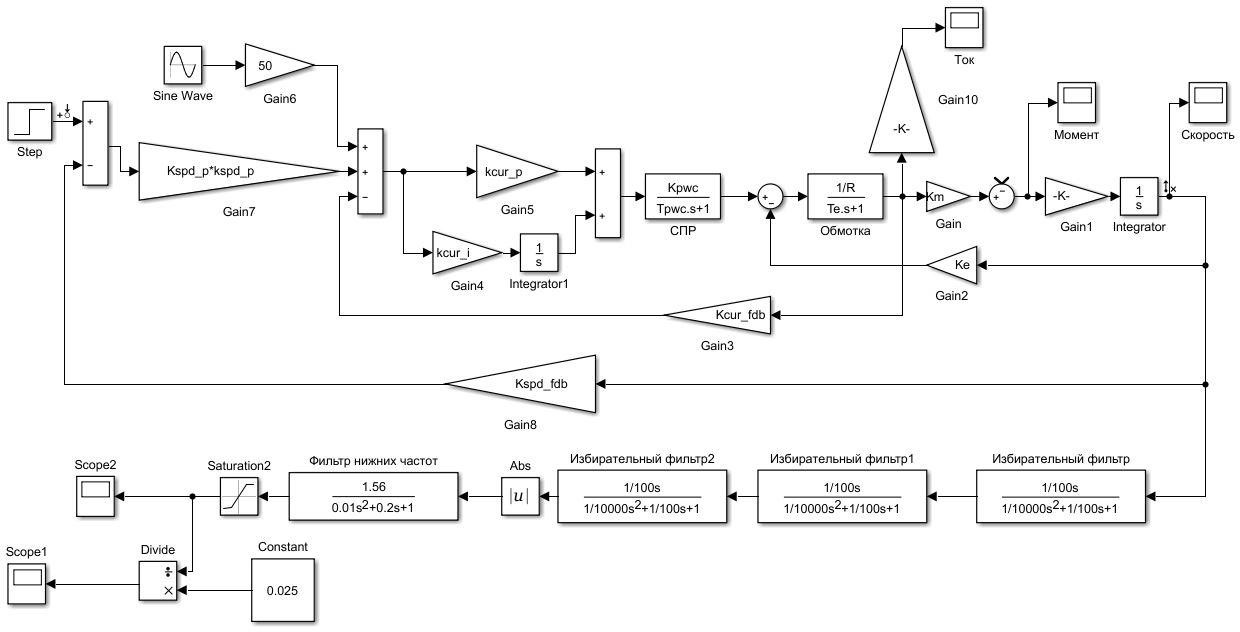 Ток
50
Sine Wave
Gain6
Gain10
-K-
Момент
Скорость
Step
+
−
Kspd_p*kspd_p
Gain7
+
+
−
kcur_p
Gain5
+
+
Kpwc
Tpwc.s+1
СПР
+
−
1/R
Te.s+1
Обмотка
Km
Gain
+
−
-K-
Gain1
1
s
Integrator
kcur_i
Gain4
1
s
Integrator1
Ke
Gain2
Kcur_fdb
Gain3
Kspd_fdb
Gain8
Scope2
Saturation2
Фильтр нижних частот
1.56
0.01s2+0.2s+1
Abs
|u|
Избирательный фильтр2
1/100s
1/10000s2+1/100s+1
Избирательный фильтр1
1/100s
1/10000s2+1/100s+1
Избирательный фильтр
1/100s
1/10000s2+1/100s+1
Scope1
Divide
÷
×
Constant
0.025